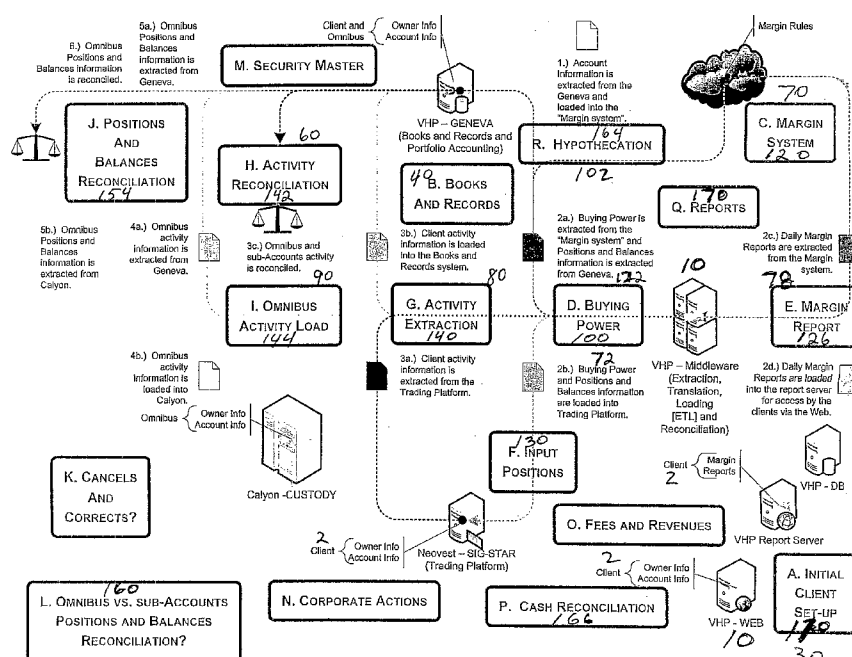 5a.) Omnibus
Positions and
Balances
information is
extracted from
Geneva.
6.) Omnibus
Positions and
Balances information
is reconciled.
Client and
Omnibus
Owner Info
Account Info
Margin Rules
M. SECURITY MASTER
1.) Account
Information is
extracted from the
Geneva and
loaded into the
"Margin system".
VHP – GENEVA
(Books and Records and
Portfolio Accounting)
70
C. MARGIN
SYSTEM
120
J. POSITIONS
AND
BALANCES
RECONCILIATION
154
60
H. ACTIVITY
RECONCILIATION
142
164
R. HYPOTHECATION
102
40
B. BOOKS
AND RECORDS
170
Q. REPORTS
5b.) Omnibus
Positions and
Balances
information is
extracted from
Calyon.
4a.) Omnibus
activity
information is
extracted from
Geneva.
3c.) Omnibus and
sub-Accounts activity
is reconciled.
3b.) Client activity
information is loaded
into the Books and
Records system.
2a.) Buying Power is
extracted from the
"Margin system" and
Positions and Balances
information is extracted
from Geneva.
2c.) Daily Margin
Reports are extracted
from the Margin
system.
90
I. OMNIBUS
ACTIVITY LOAD
144
80
G. ACTIVITY
EXTRACTION
140
122
D. BUYING
POWER
100
72
10
78
E. MARGIN
REPORT
126
4b.) Omnibus
activity
information is
loaded into
Calyon.
3a.) Client activity
information is
extracted from the
Trading Platform.
2b.) Buying Power
and Positions and
Balances information
are loaded into
Trading Platform.
VHP – Middleware
(Extraction,
Translation,
Loading
[ETL] and
Reconciliation)
2d.) Daily Margin
Reports are loaded
into the report server
for access by the
clients via the Web.
Omnibus
Owner Info
Account Info
130
F. INPUT
POSITIONS
Client
2
Margin
Reports
VHP - DB
K. CANCELS
AND
CORRECTS?
Calyon -CUSTODY
O. FEES AND REVENUES
VHP Report Server
2
Client
Owner Info
Account Info
Neovest – SIG-STAR
(Trading Platform)
2
Client
Owner Info
Account Info
A. INITIAL
CLIENT
SET-UP
30
160
L. OMNIBUS VS. SUB-ACCOUNTS
POSITIONS AND BALANCES
RECONCILIATION?
N. CORPORATE ACTIONS
P. CASH RECONCILIATION
166
VHP - WEB
10